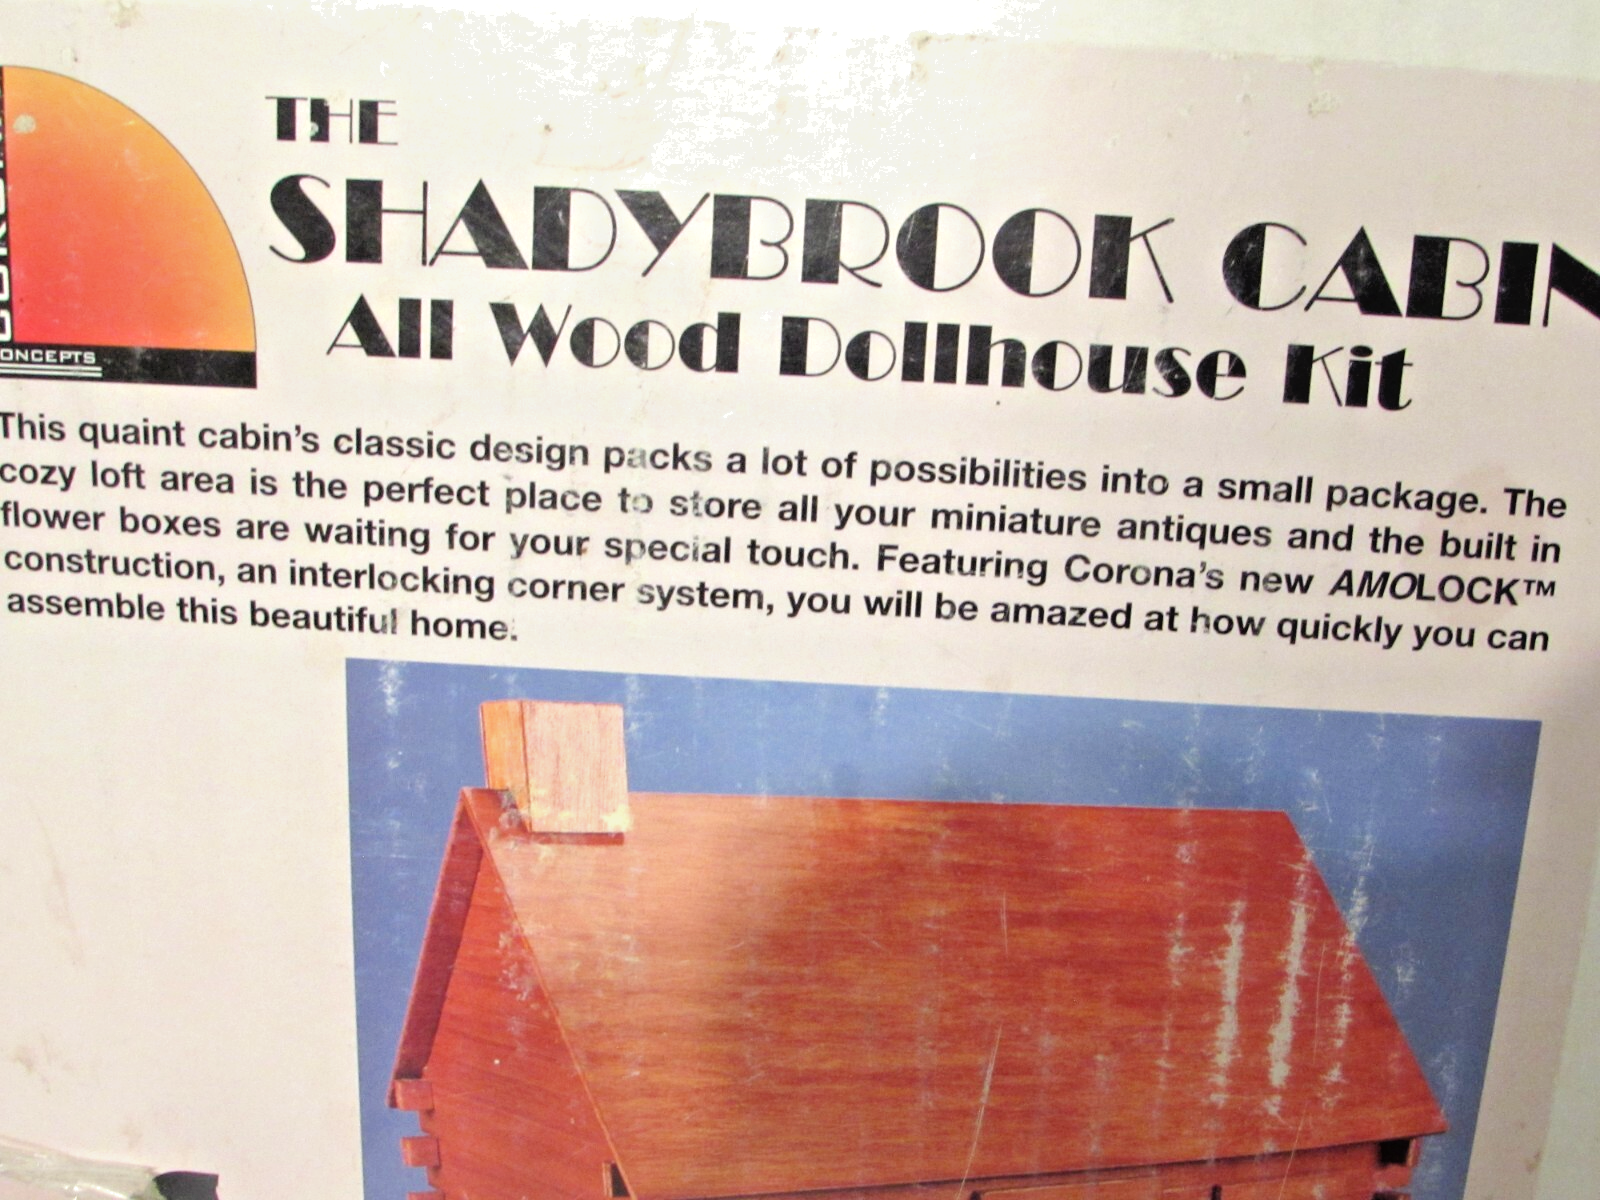 THE
SHADYBROOK CABIN
All Wood Dollhouse Kit
ONCEPTS
This quaint cabin's classic design packs a lot of possibilities into a small package. The
cozy loft area is the perfect place to store all your miniature antiques and the built in
flower boxes are waiting for your special touch. Featuring Corona's new AMOLOCK™
construction, an interlocking corner system, you will be amazed at how quickly you can
assemble this beautiful home.